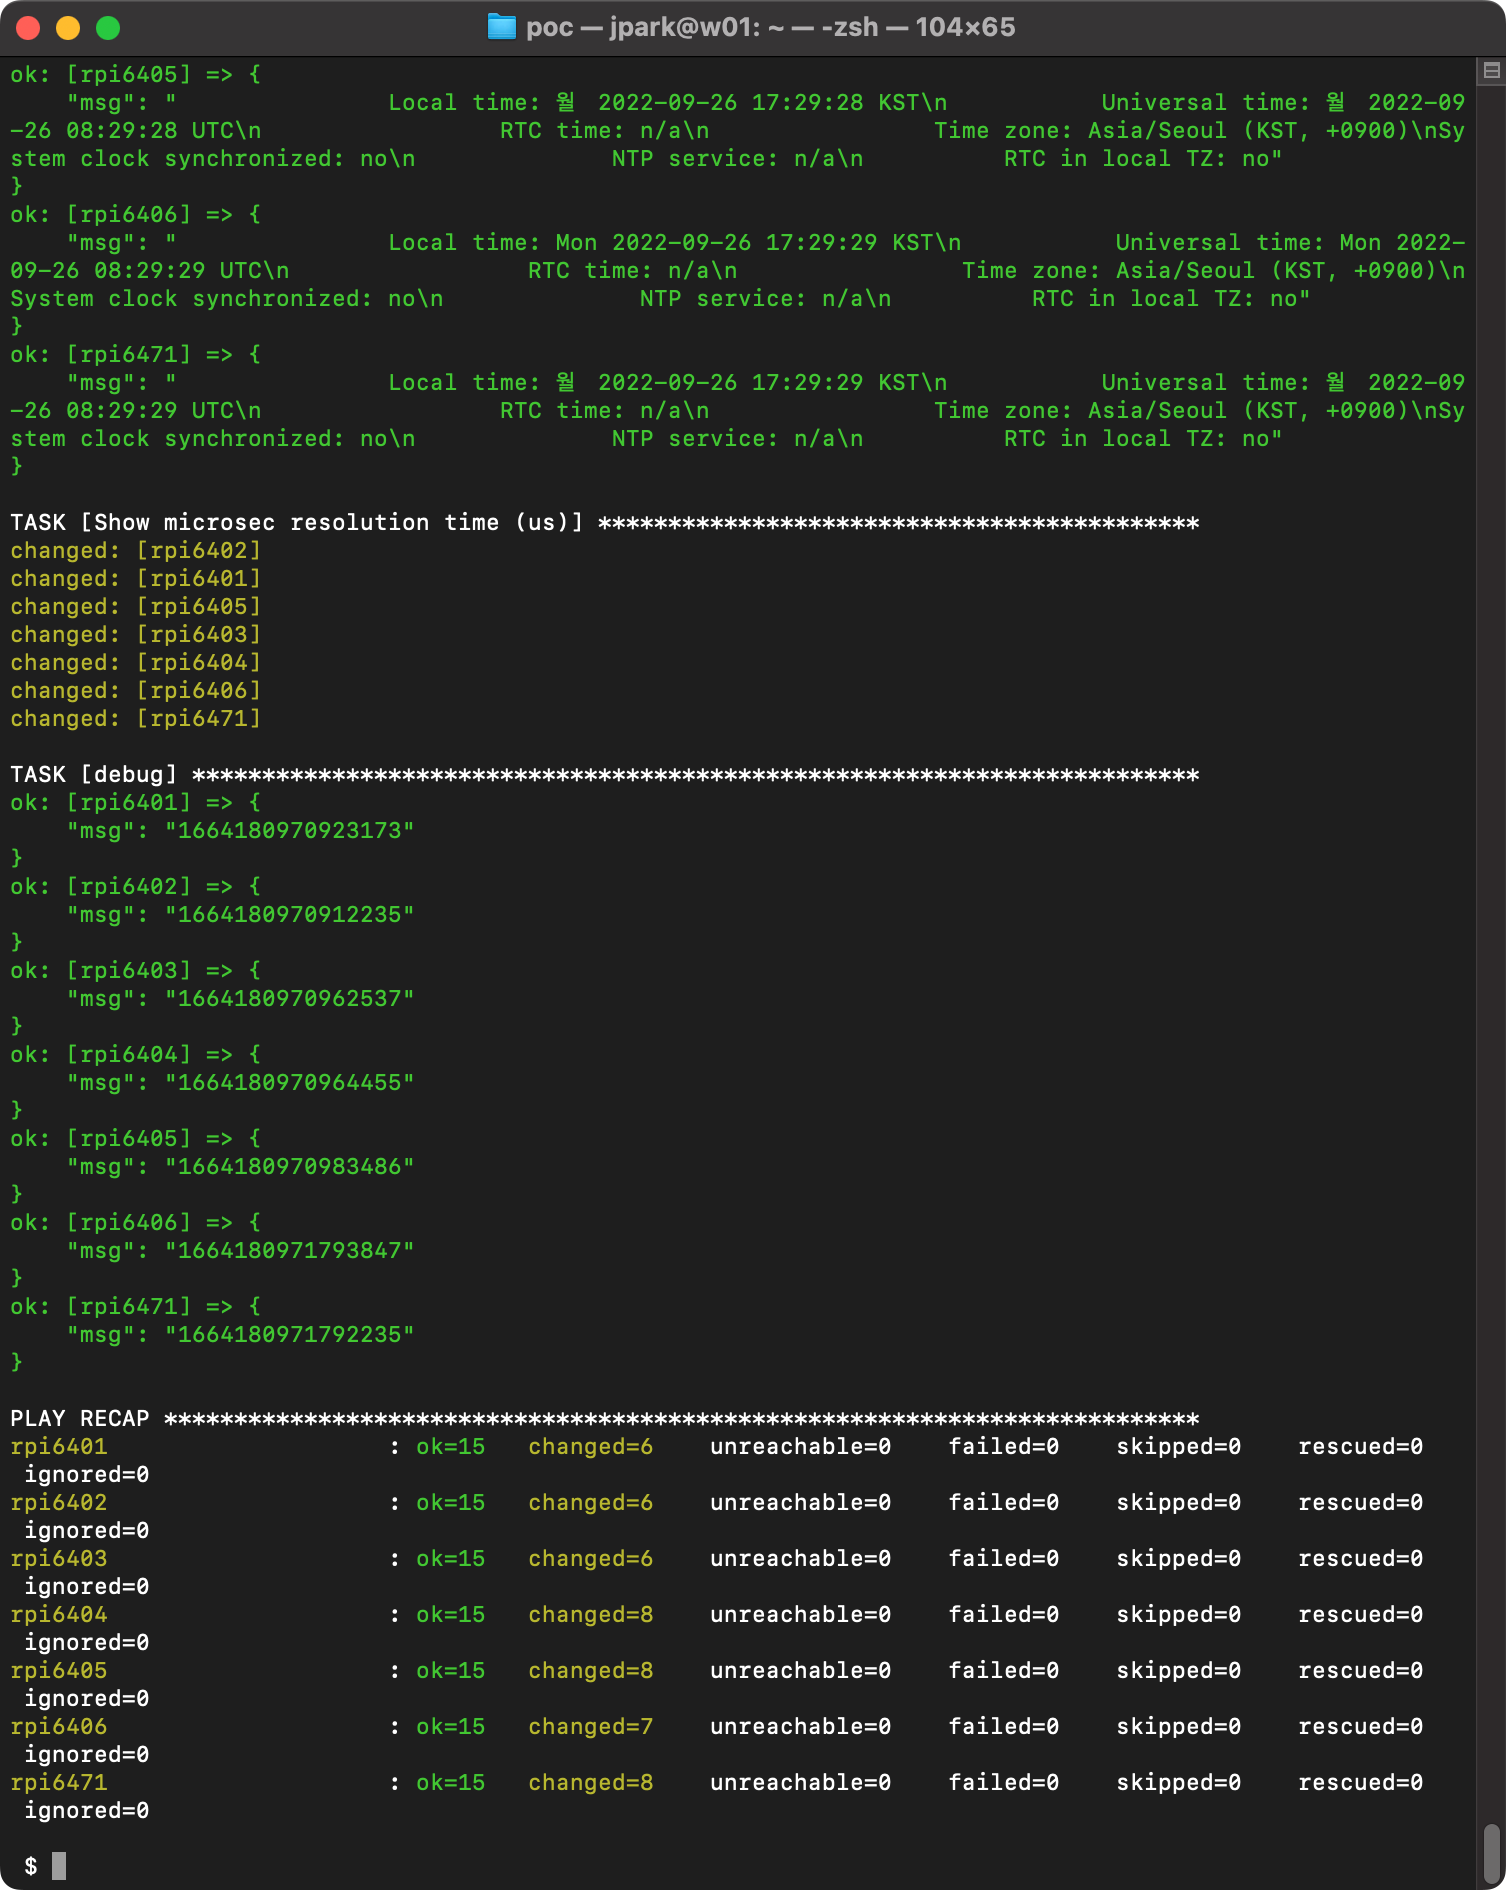 poc — jpark@w01: ~ — -zsh — 104×65
ok: [rpi6405] => {
    "msg": "               Local time: 월  2022-09-26 17:29:28 KST\n           Universal time: 월  2022-09
-26 08:29:28 UTC\n                 RTC time: n/a\n                Time zone: Asia/Seoul (KST, +0900)\nSy
stem clock synchronized: no\n              NTP service: n/a\n          RTC in local TZ: no"
}
ok: [rpi6406] => {
    "msg": "               Local time: Mon 2022-09-26 17:29:29 KST\n           Universal time: Mon 2022-
09-26 08:29:29 UTC\n                 RTC time: n/a\n                Time zone: Asia/Seoul (KST, +0900)\n
System clock synchronized: no\n              NTP service: n/a\n          RTC in local TZ: no"
}
ok: [rpi6471] => {
    "msg": "               Local time: 월  2022-09-26 17:29:29 KST\n           Universal time: 월  2022-09
-26 08:29:29 UTC\n                 RTC time: n/a\n                Time zone: Asia/Seoul (KST, +0900)\nSy
stem clock synchronized: no\n              NTP service: n/a\n          RTC in local TZ: no"
}
TASK [Show microsec resolution time (us)] *******************************************
changed: [rpi6402]
changed: [rpi6401]
changed: [rpi6405]
changed: [rpi6403]
changed: [rpi6404]
changed: [rpi6406]
changed: [rpi6471]
TASK [debug] ************************************************************************
ok: [rpi6401] => {
    "msg": "1664180970923173"
}
ok: [rpi6402] => {
    "msg": "1664180970912235"
}
ok: [rpi6403] => {
    "msg": "1664180970962537"
}
ok: [rpi6404] => {
    "msg": "1664180970964455"
}
ok: [rpi6405] => {
    "msg": "1664180970983486"
}
ok: [rpi6406] => {
    "msg": "1664180971793847"
}
ok: [rpi6471] => {
    "msg": "1664180971792235"
}
PLAY RECAP **************************************************************************
rpi6401                    : ok=15   changed=6    unreachable=0    failed=0    skipped=0    rescued=0
 ignored=0
rpi6402                    : ok=15   changed=6    unreachable=0    failed=0    skipped=0    rescued=0
 ignored=0
rpi6403                    : ok=15   changed=6    unreachable=0    failed=0    skipped=0    rescued=0
 ignored=0
rpi6404                    : ok=15   changed=8    unreachable=0    failed=0    skipped=0    rescued=0
 ignored=0
rpi6405                    : ok=15   changed=8    unreachable=0    failed=0    skipped=0    rescued=0
 ignored=0
rpi6406                    : ok=15   changed=7    unreachable=0    failed=0    skipped=0    rescued=0
 ignored=0
rpi6471                    : ok=15   changed=8    unreachable=0    failed=0    skipped=0    rescued=0
 ignored=0
 $